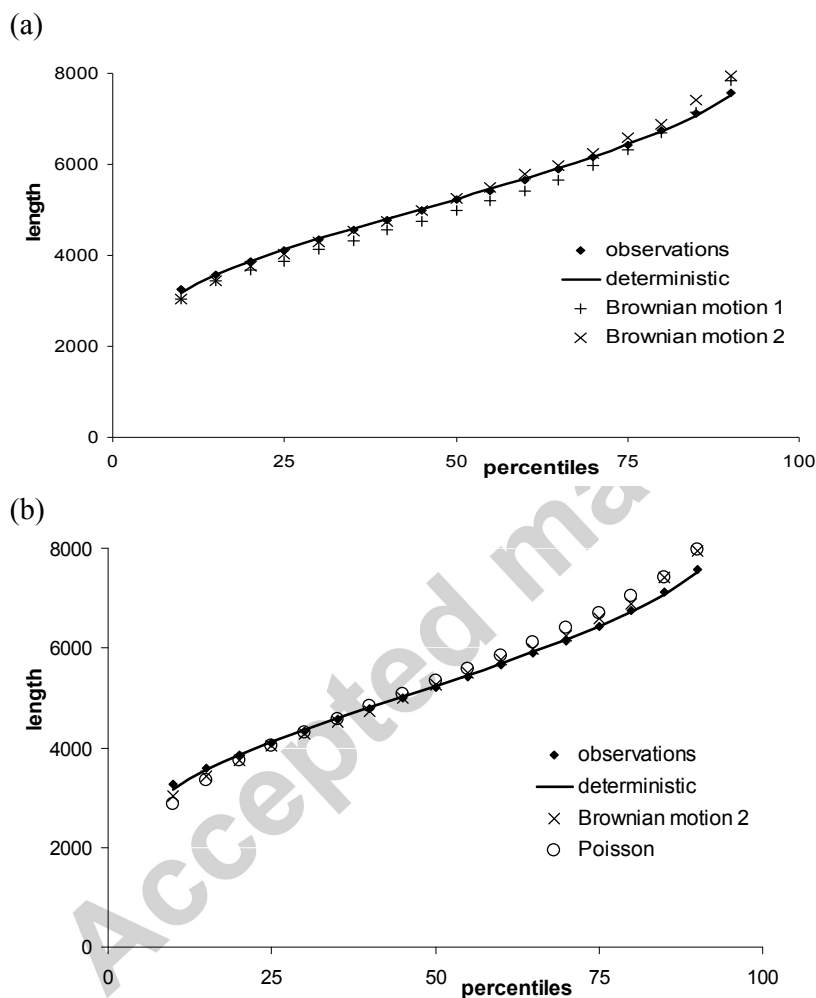 (a)
8000
6000
4000
2000
0
length
observations
deterministic
Brownian motion 1
Brownian motion 2
0
25
50
75
100
percentiles
(b)
8000
6000
4000
2000
0
length
observations
deterministic
Brownian motion 2
Poisson
0
25
50
75
100
percentiles
Accepted ma